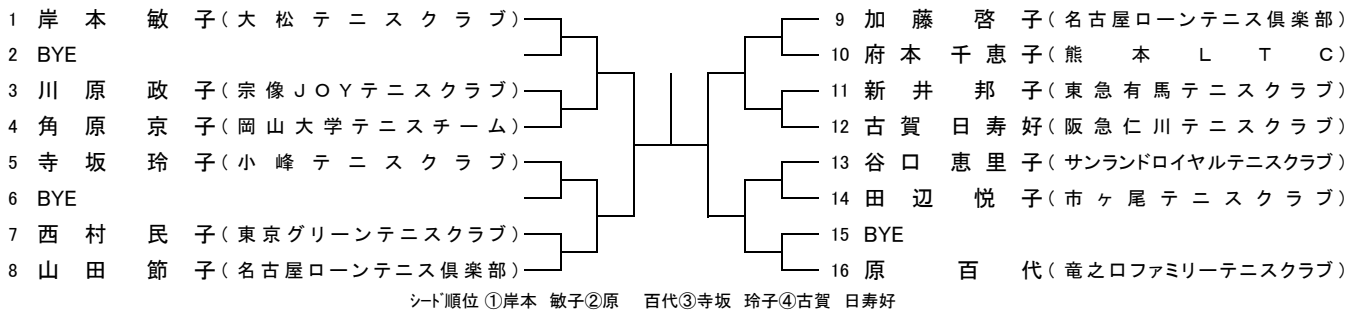 1 岸本 敏子(大松テニスクラブ)
2 BYE
3 川原 政子(宗像JOYテニスクラブ)
4 角原 京子(岡山大学テニスチーム)
5 寺坂 玲子(小峰テニスクラブ)
6 BYE
7 西村 民子(東京グリーンテニスクラブ)
8 山田 節子(名古屋ローンテニス倶楽部)
9 加藤 啓子(名古屋ローンテニス倶楽部)
10 府本 千恵子(熊本LTC)
11 新井 邦子(東急有馬テニスクラブ)
12 古賀 日寿好(阪急仁川テニスクラブ)
13 谷口 恵里子(サンランドロイヤルテニスクラブ)
14 田辺 悦子(市ヶ尾テニスクラブ)
15 BYE
16 原 百代(竜之口ファミリーテニスクラブ)
シード順位 ①岸本 敏子②原 百代③寺坂 玲子④古賀 日寿好